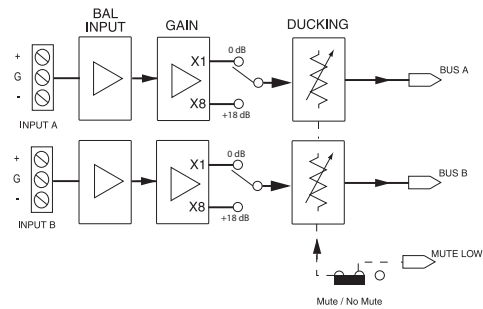 BAL
INPUT
GAIN
DUCKING
+
G
-
INPUT A
X1
X8
0 dB
+18 dB
BUS A
+
G
-
INPUT B
X1
X8
0 dB
+18 dB
BUS B
MUTE LOW
Mute / No Mute